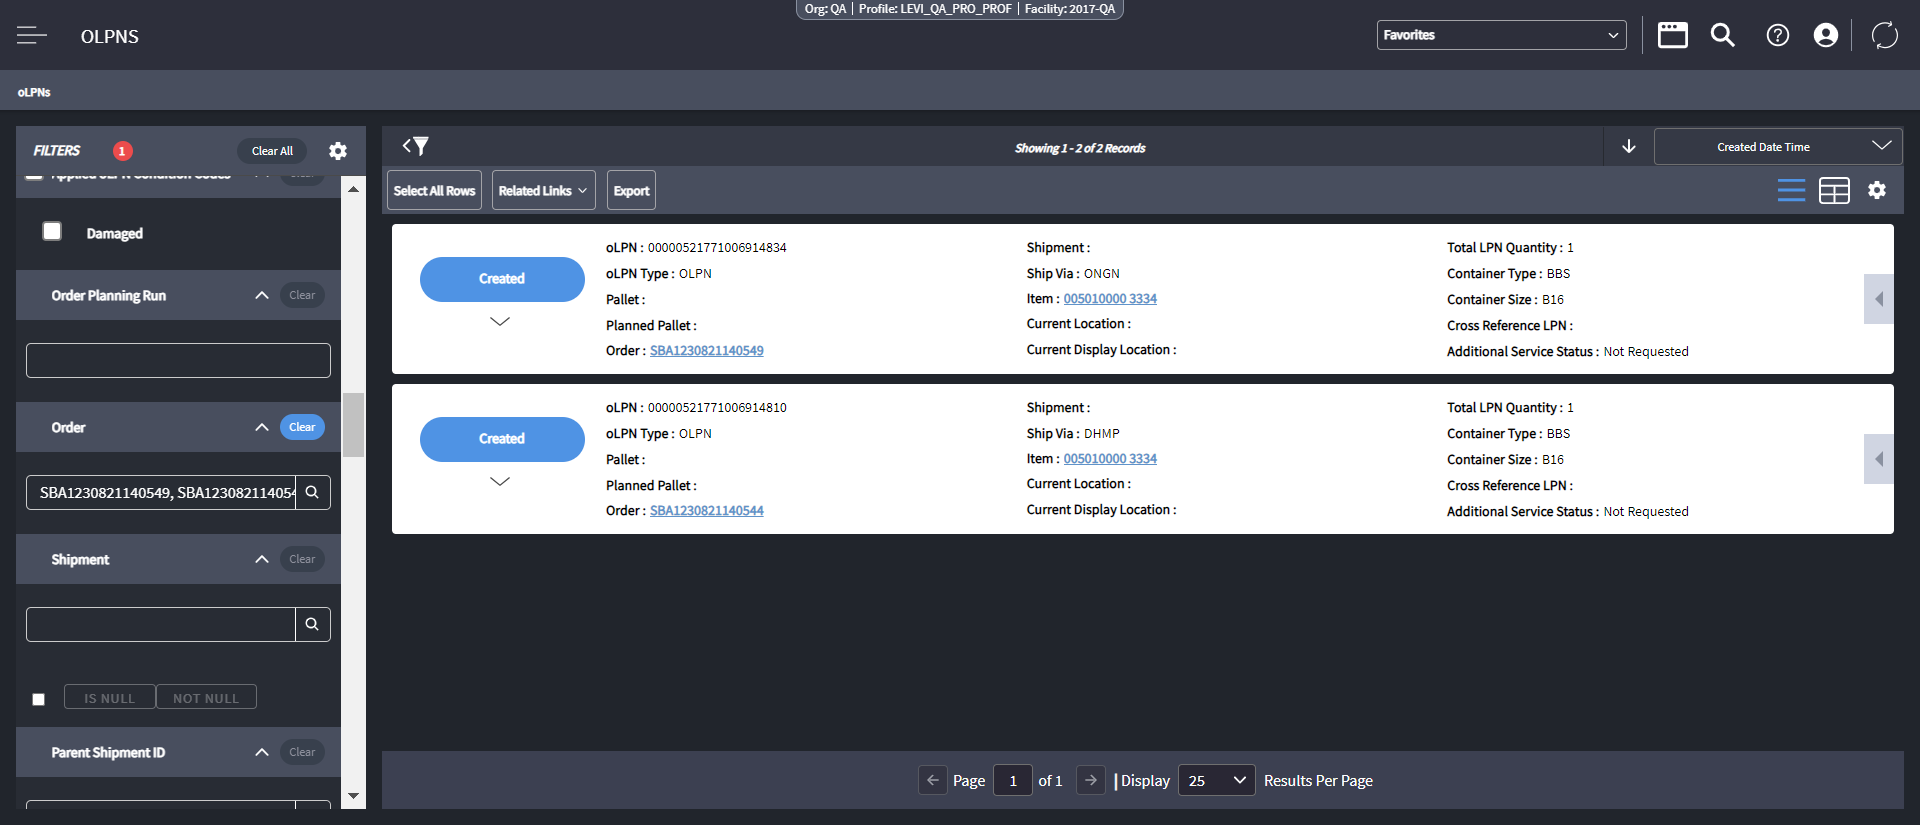 Org: QA | Profile: LEVI_QA_PRO_PROF | Facility: 2017-QA
OLPNS
Favorites
oLPNs
FILTERS 1 Clear All
Applied oLPN Condition Codes Clear
Damaged
Order Planning Run Clear
Order Clear
SBA1230821140549, SBA123082114054
Shipment Clear
IS NULL NOT NULL
Parent Shipment ID Clear
Showing 1 - 2 of 2 Records
Created Date Time
Select All Rows Related Links Export
Created
oLPN : 00000521771006914834
oLPN Type : OLPN
Pallet :
Planned Pallet :
Order : SBA1230821140549
Shipment :
Ship Via : ONGN
Item : 005010000 3334
Current Location :
Current Display Location :
Total LPN Quantity : 1
Container Type : BBS
Container Size : B16
Cross Reference LPN :
Additional Service Status : Not Requested
Created
oLPN : 00000521771006914810
oLPN Type : OLPN
Pallet :
Planned Pallet :
Order : SBA1230821140544
Shipment :
Ship Via : DHMP
Item : 005010000 3334
Current Location :
Current Display Location :
Total LPN Quantity : 1
Container Type : BBS
Container Size : B16
Cross Reference LPN :
Additional Service Status : Not Requested
Page 1 of 1 | Display 25 Results Per Page